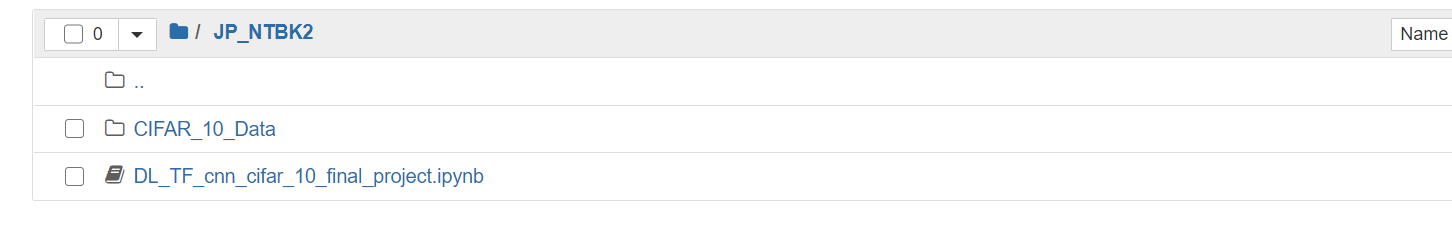 0 / JP_NTBK2 Name
..
CIFAR_10_Data
DL_TF_cnn_cifar_10_final_project.ipynb